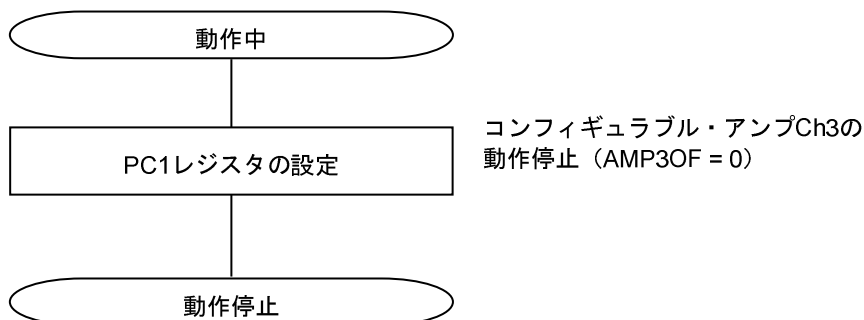 動作中
PC1レジスタの設定
コンフィギュラブル・アンプCh3の
動作停止（AMP3OF = 0）
動作停止